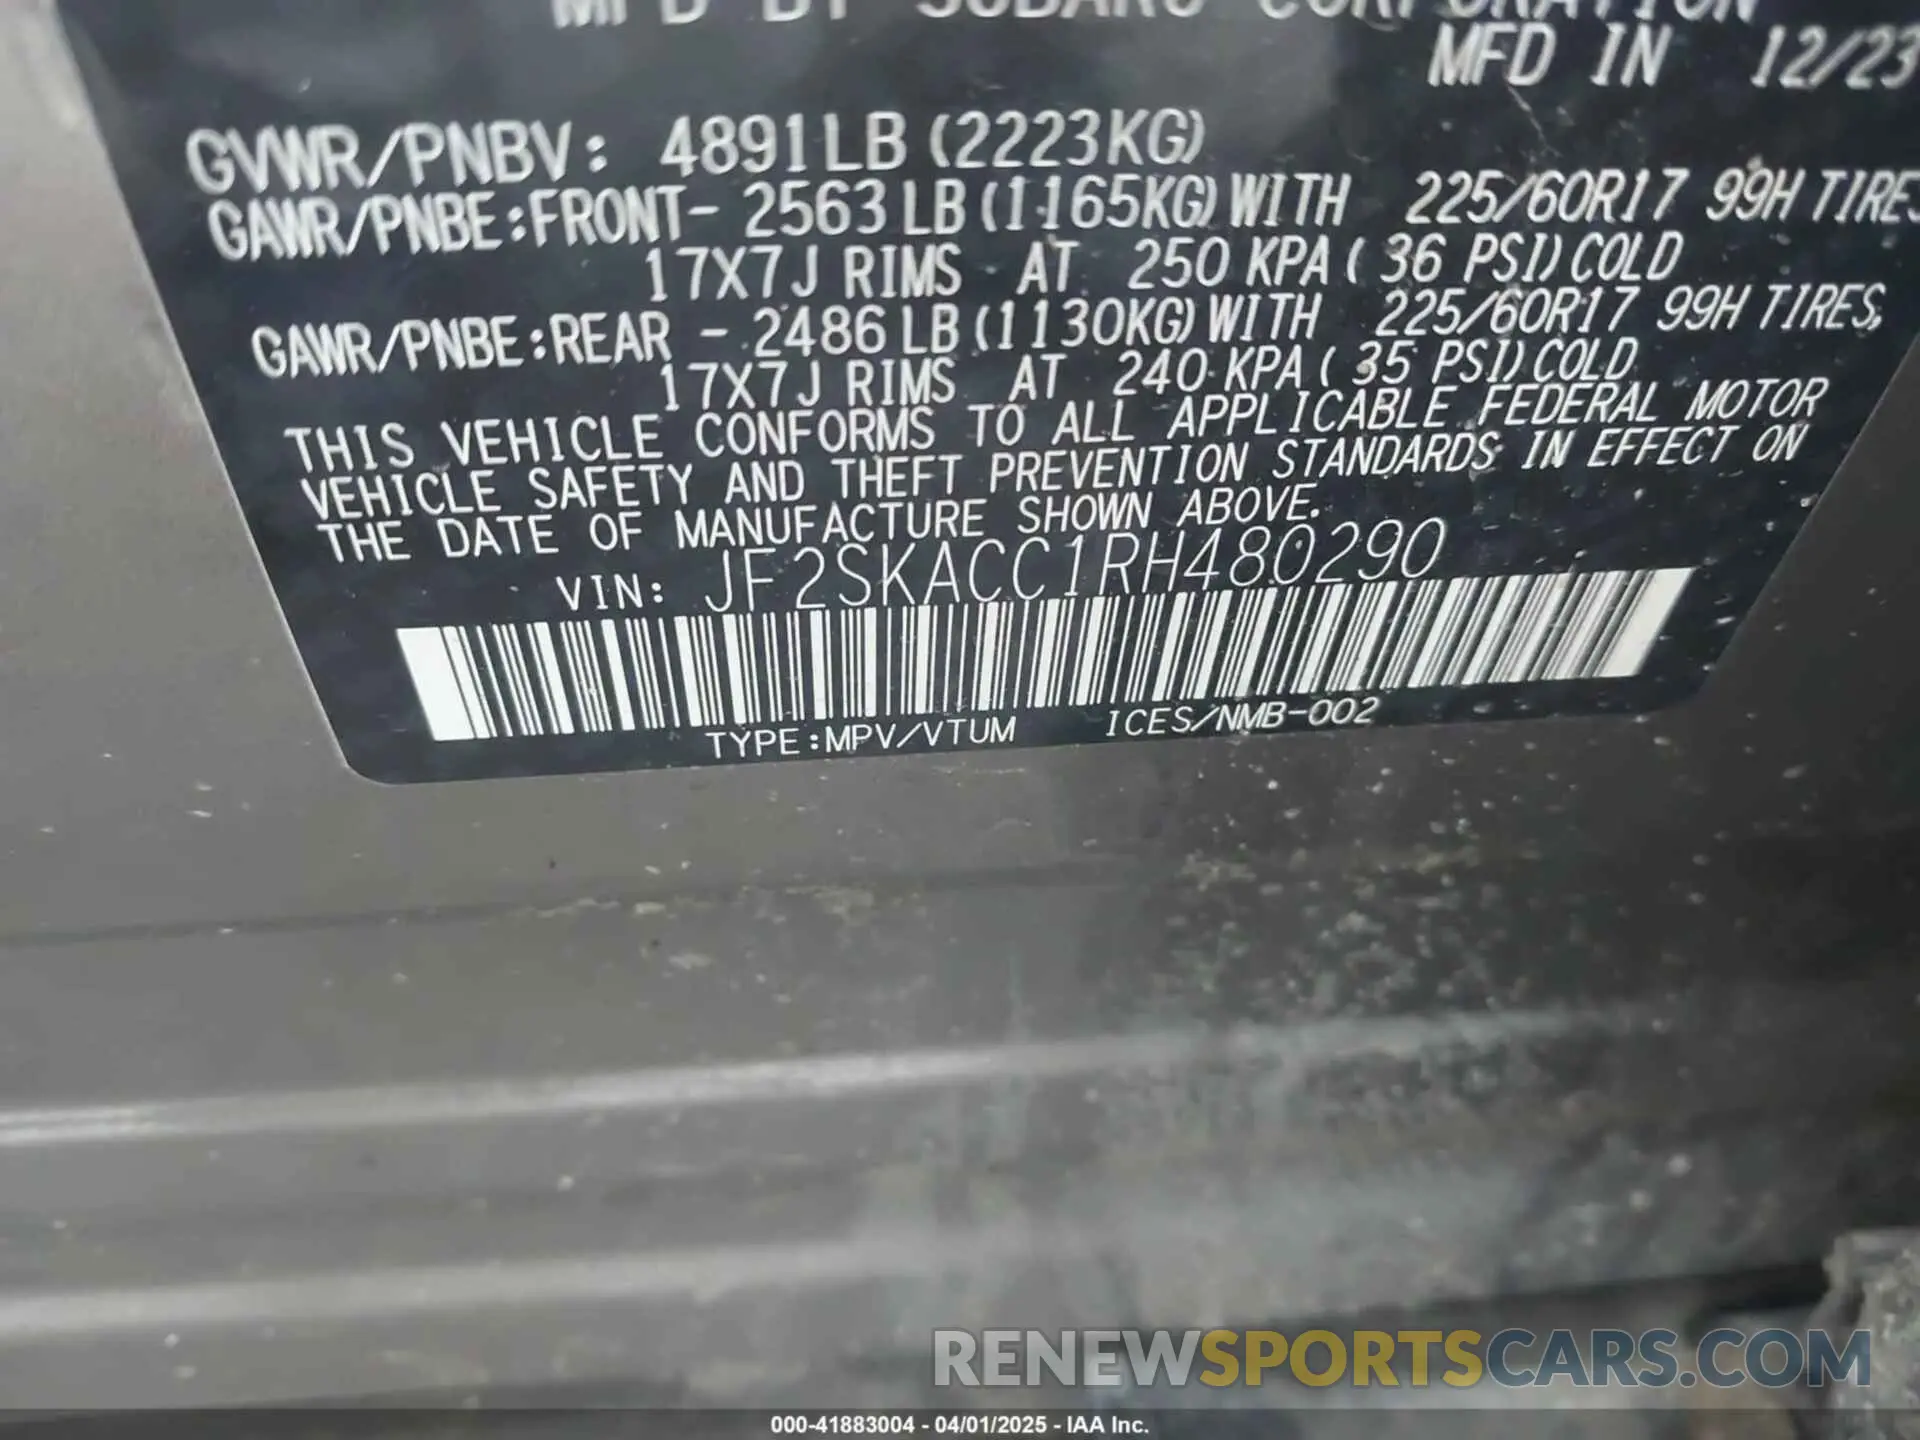 MFD BY SUBARU CORPORATION
MFD IN 12/23
GVWR/PNBV: 4891LB (2223KG)
GAWR/PNBE:FRONT- 2563LB(1165KG)WITH 225/60R17 99H TIRES
17X7J RIMS AT 250 KPA( 36 PSI)COLD
GAWR/PNBE:REAR - 2486LB(1130KG)WITH 225/60R17 99H TIRES,
17X7J RIMS AT 240 KPA( 35 PSI)COLD
THIS VEHICLE CONFORMS TO ALL APPLICABLE FEDERAL MOTOR
VEHICLE SAFETY AND THEFT PREVENTION STANDARDS IN EFFECT ON
THE DATE OF MANUFACTURE SHOWN ABOVE.
VIN: JF2SKACC1RH480290
TYPE:MPV/VTUM ICES/NMB-002
RENEWSPORTSCARS.COM
000-41883004 - 04/01/2025 - IAA Inc.